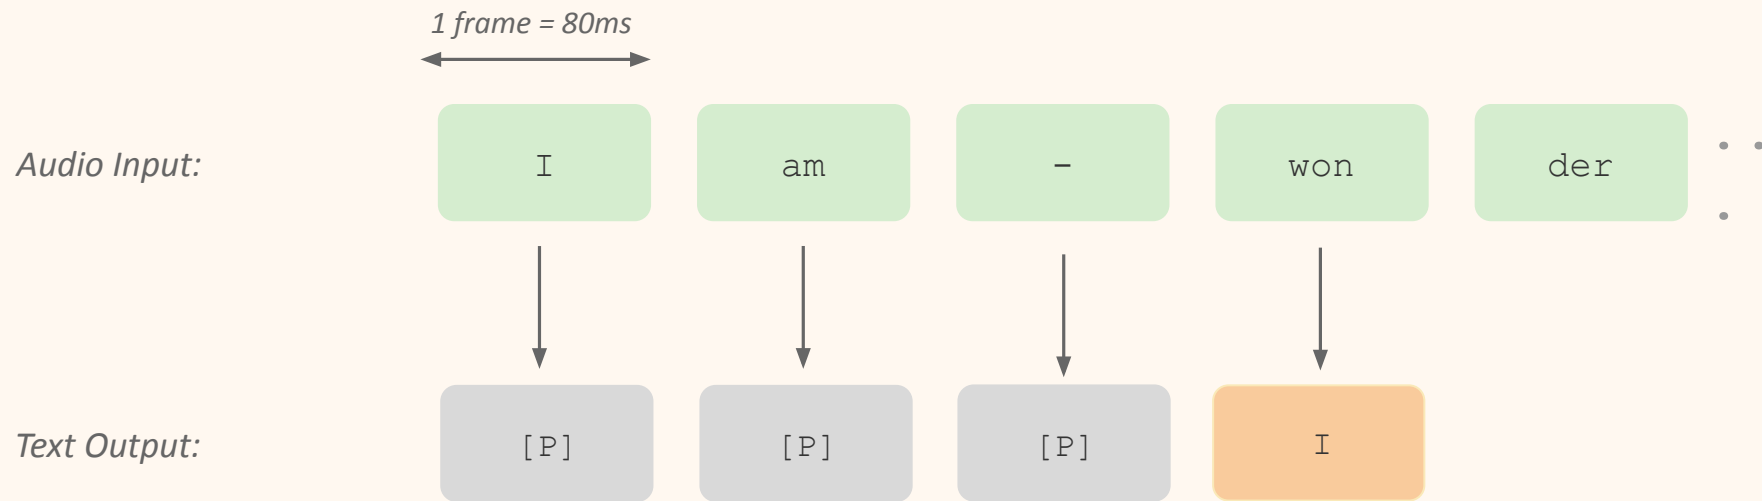 1 frame = 80ms
Audio Input: I am - won der
Text Output: [P] [P] [P] I